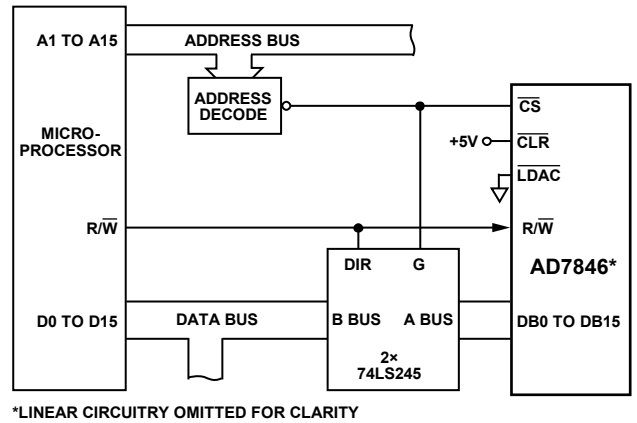 A1 TO A15
ADDRESS BUS
ADDRESS
DECODE
CS
MICRO-
PROCESSOR
+5V
CLR
LDAC
R/W
R/W
DIR
G
AD7846*
D0 TO D15
DATA BUS
B BUS
A BUS
DB0 TO DB15
2×
74LS245
*LINEAR CIRCUITRY OMITTED FOR CLARITY